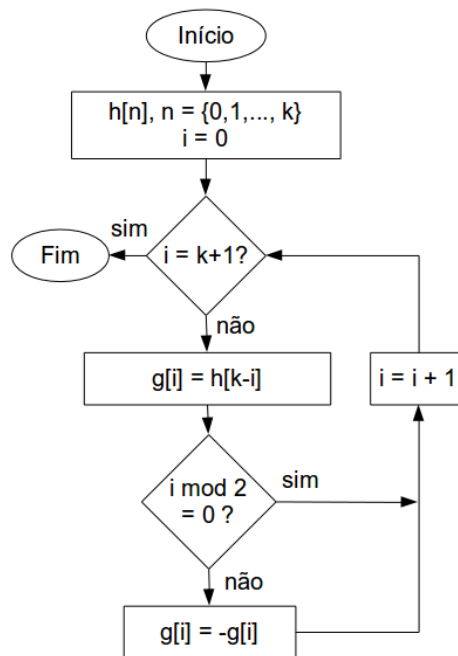 Início
h[n], n = {0,1,..., k}
i = 0
sim
Fim
i = k+1?
não
g[i] = h[k-i]
i = i + 1
i mod 2
= 0 ?
sim
não
g[i] = -g[i]